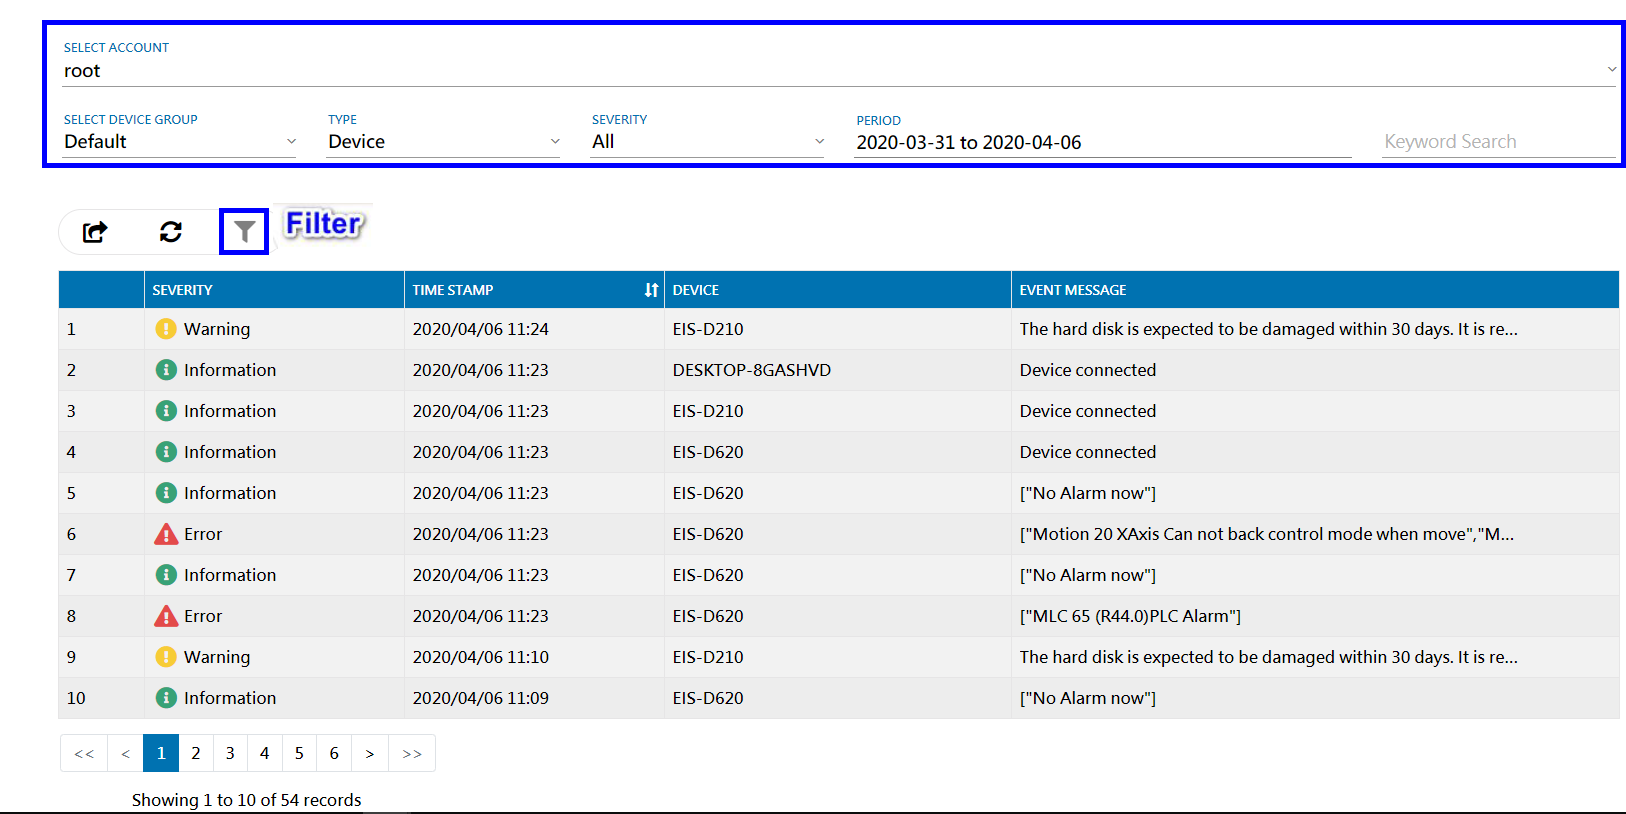 SELECT ACCOUNT
root
SELECT DEVICE GROUP TYPE SEVERITY PERIOD
Default Device All 2020-03-31 to 2020-04-06 Keyword Search
Filter
SEVERITY TIME STAMP DEVICE EVENT MESSAGE
1 Warning 2020/04/06 11:24 EIS-D210 The hard disk is expected to be damaged within 30 days. It is re...
2 Information 2020/04/06 11:23 DESKTOP-8GASHVD Device connected
3 Information 2020/04/06 11:23 EIS-D210 Device connected
4 Information 2020/04/06 11:23 EIS-D620 Device connected
5 Information 2020/04/06 11:23 EIS-D620 ["No Alarm now"]
6 Error 2020/04/06 11:23 EIS-D620 ["Motion 20 XAxis Can not back control mode when move","M...
7 Information 2020/04/06 11:23 EIS-D620 ["No Alarm now"]
8 Error 2020/04/06 11:23 EIS-D620 ["MLC 65 (R44.0)PLC Alarm"]
9 Warning 2020/04/06 11:10 EIS-D210 The hard disk is expected to be damaged within 30 days. It is re...
10 Information 2020/04/06 11:09 EIS-D620 ["No Alarm now"]
<< < 1 2 3 4 5 6 > >>
Showing 1 to 10 of 54 records